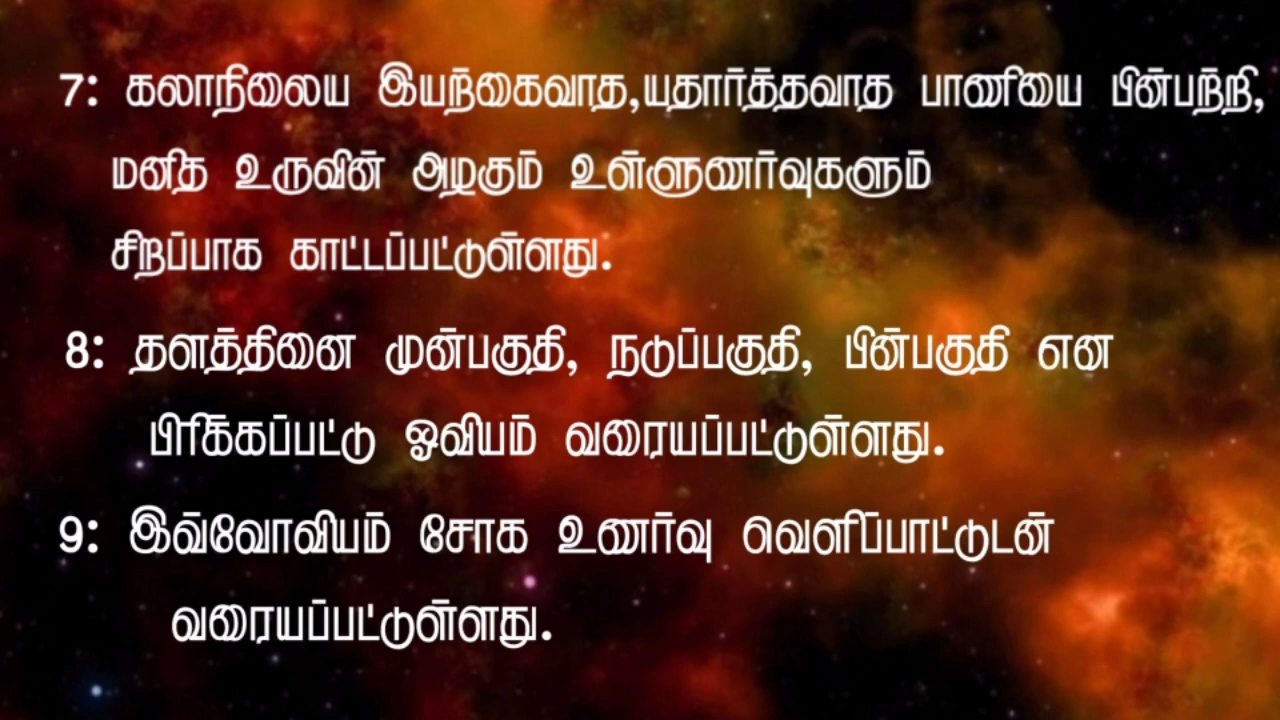 7: கலாநிலைய இயற்கைவாத,யதார்த்தவாத பாணியை பின்பற்றி,
மனித உருவின் அழகும் உள்ளுணர்வுகளும்
சிறப்பாக காட்டப்பட்டுள்ளது.
8: தளத்தினை முன்பகுதி, நடுப்பகுதி, பின்பகுதி என
பிரிக்கப்பட்டு ஓவியம் வரையப்பட்டுள்ளது.
9: இவ்வோவியம் சோக உணர்வு வெளிப்பாட்டுடன்
வரையப்பட்டுள்ளது.